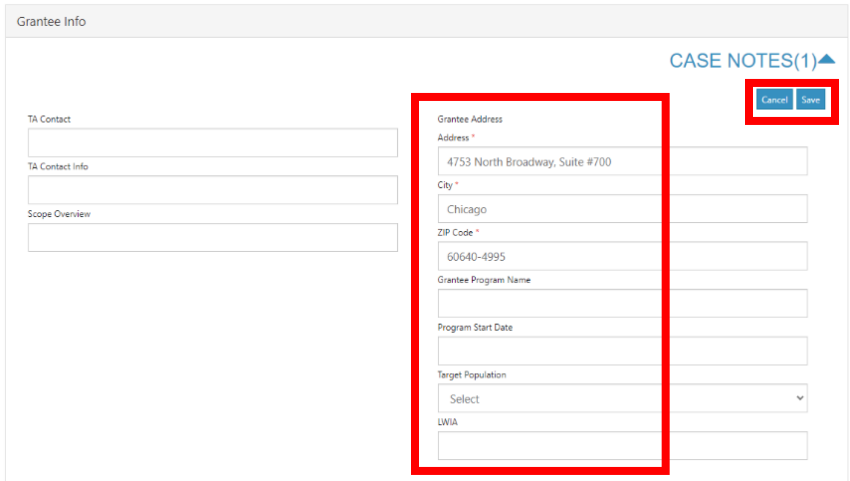 Grantee Info
CASE NOTES(1)
Cancel Save
TA Contact
TA Contact Info
Scope Overview
Grantee Address
Address *
4753 North Broadway, Suite #700
City *
Chicago
ZIP Code *
60640-4995
Grantee Program Name
Program Start Date
Target Population
Select
LWIA